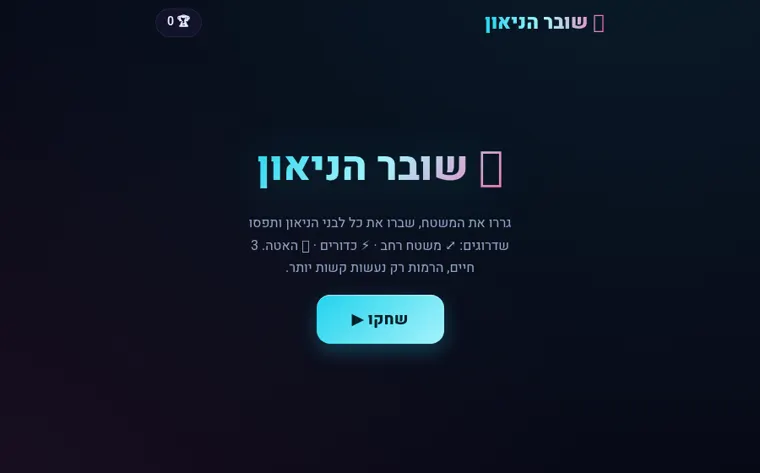 שובר הניאון
🏆 0
שובר הניאון
גררו את המשטח, שברו את כל לבני הניאון ותפסו
שדרוגים: ⤢ משטח רחב · ⚡ כדורים · האטה. 3
חיים, הרמות רק נעשות קשות יותר.
שחקו ▶